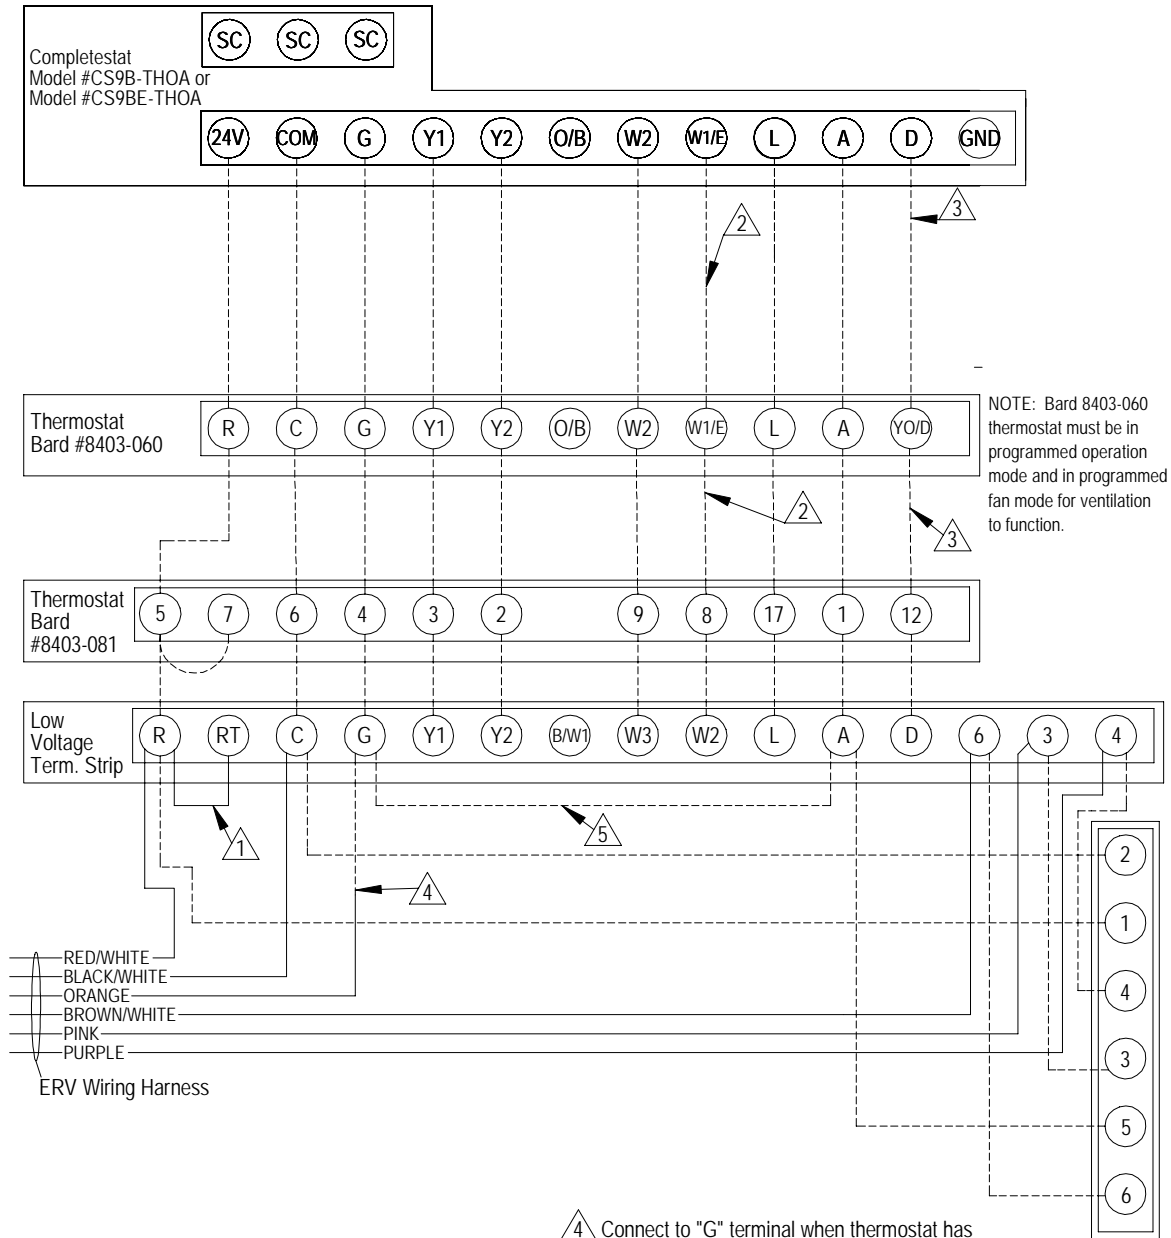 SC SC SC
Completestat
Model #CS9B-THOA or
Model #CS9BE-THOA
24V COM G Y1 Y2 O/B W2 W1/E L A D GND
3
2
Thermostat
Bard #8403-060
R C G Y1 Y2 O/B W2 W1/E L A YO/D
NOTE: Bard 8403-060
thermostat must be in
programmed operation
mode and in programmed
fan mode for ventilation
to function.
2
3
Thermostat
Bard
#8403-081
5 7 6 4 3 2 9 8 17 1 12
Low
Voltage
Term. Strip
R RT C G Y1 Y2 B/W1 W3 W2 L A D 6 3 4
1
5
4
2
1
4
3
5
6
RED/WHITE
BLACK/WHITE
ORANGE
BROWN/WHITE
PINK
PURPLE
ERV Wiring Harness
4 Connect to "G" terminal when thermostat has